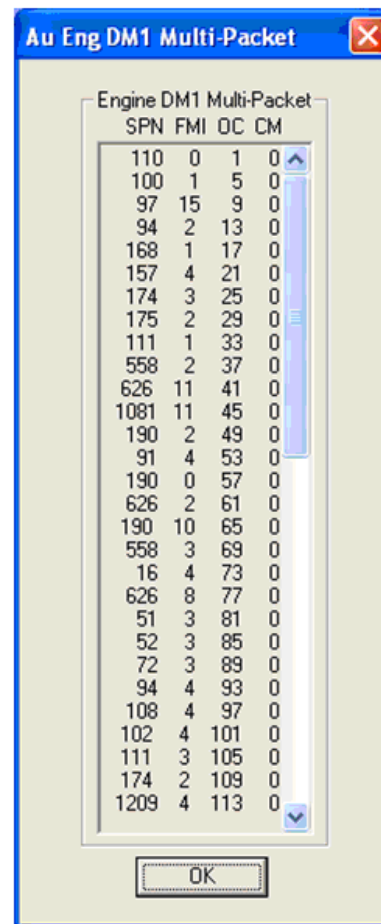 Au Eng DM1 Multi-Packet
Engine DM1 Multi-Packet
SPN FMI OC CM
110 0 1 0
100 1 5 0
97 15 9 0
94 2 13 0
168 1 17 0
157 4 21 0
174 3 25 0
175 2 29 0
111 1 33 0
558 2 37 0
626 11 41 0
1081 11 45 0
190 2 49 0
91 4 53 0
190 0 57 0
626 2 61 0
190 10 65 0
558 3 69 0
16 4 73 0
626 8 77 0
51 3 81 0
52 3 85 0
72 3 89 0
94 4 93 0
108 4 97 0
102 4 101 0
111 3 105 0
174 2 109 0
1209 4 113 0
OK